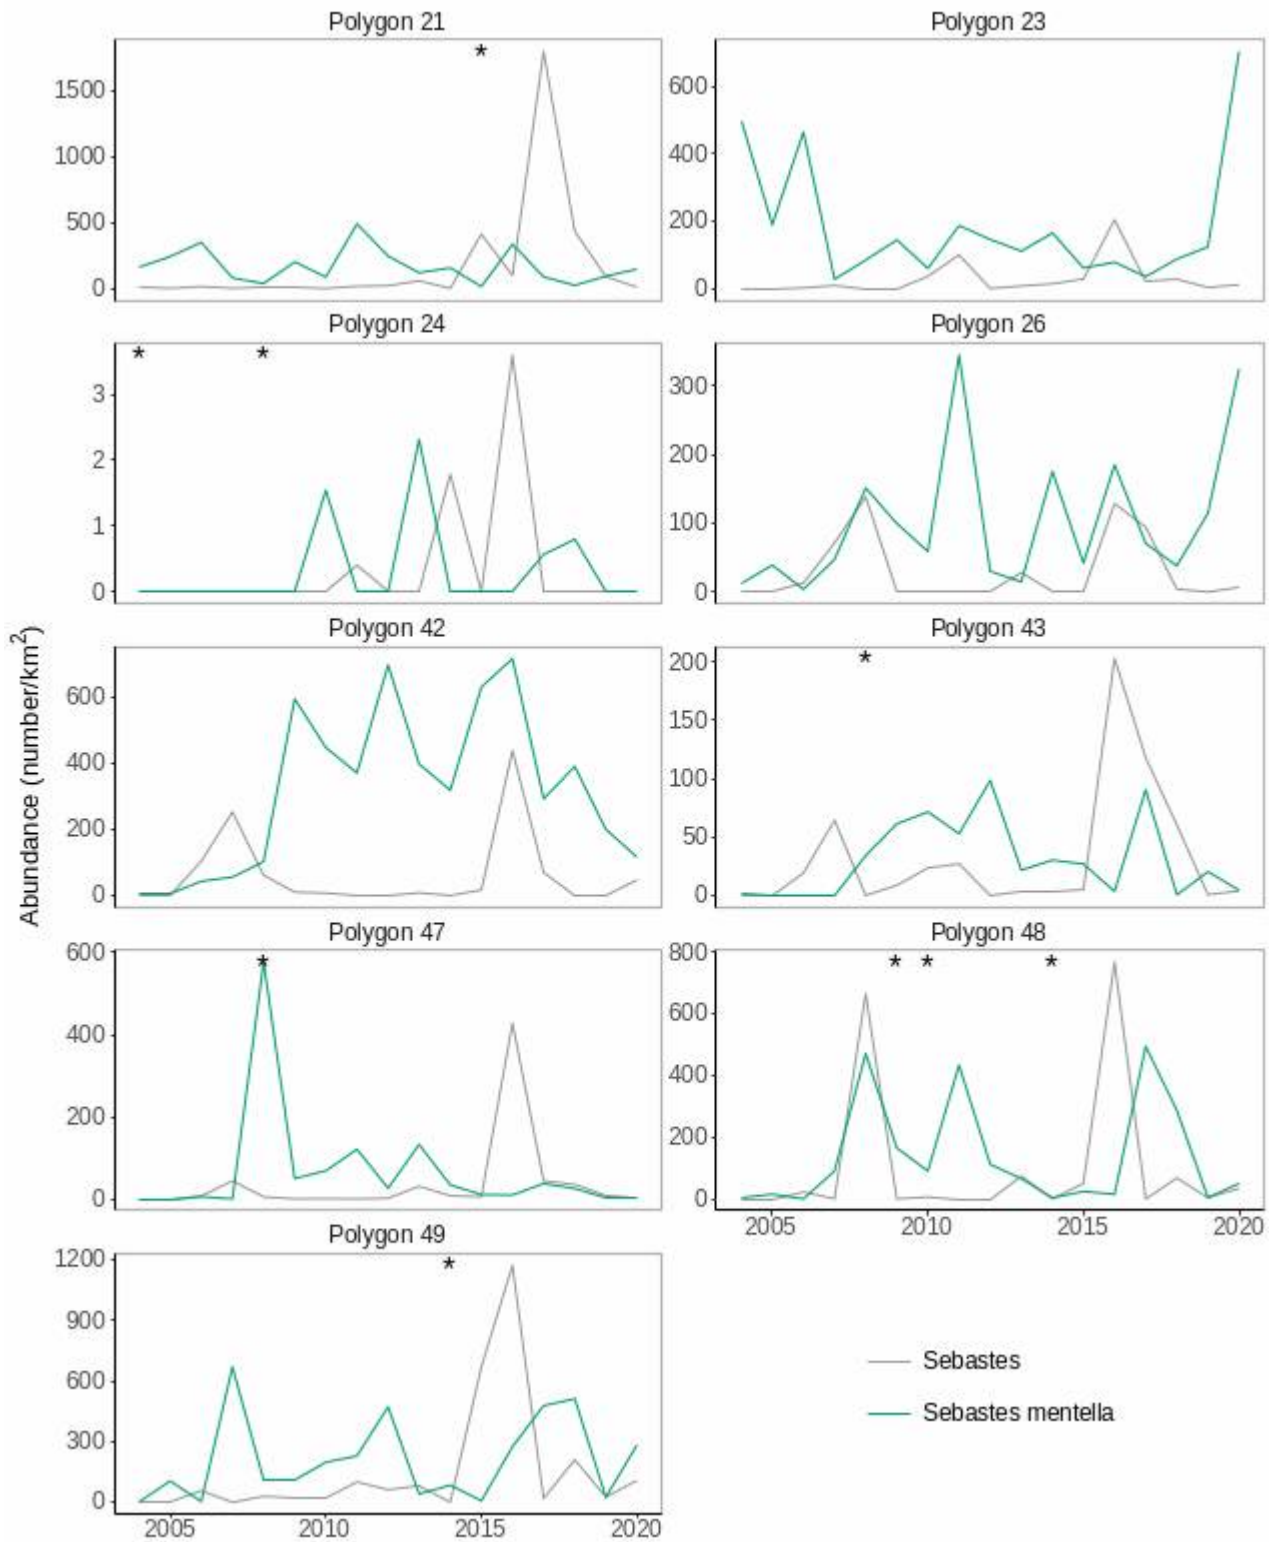 Polygon 21
Polygon 23
1500
1000
500
0
*
600
400
200
0
Polygon 24
Polygon 26
3
2
1
0
* *
300
200
100
0
Abundance (number/km²)
Polygon 42
Polygon 43
600
400
200
0
200
150
100
50
0
*
Polygon 47
Polygon 48
600
400
200
0
*
800
600
400
200
0
* * *
2005 2010 2015 2020
Polygon 49
1200
900
600
300
0
*
2005 2010 2015 2020
Sebastes
Sebastes mentella